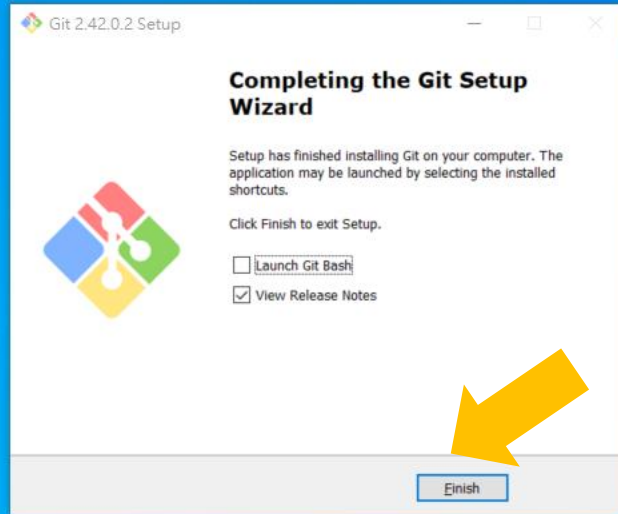 Git 2.42.0.2 Setup
Completing the Git Setup
Wizard
Setup has finished installing Git on your computer. The
application may be launched by selecting the installed
shortcuts.
Click Finish to exit Setup.
Launch Git Bash
View Release Notes
Finish